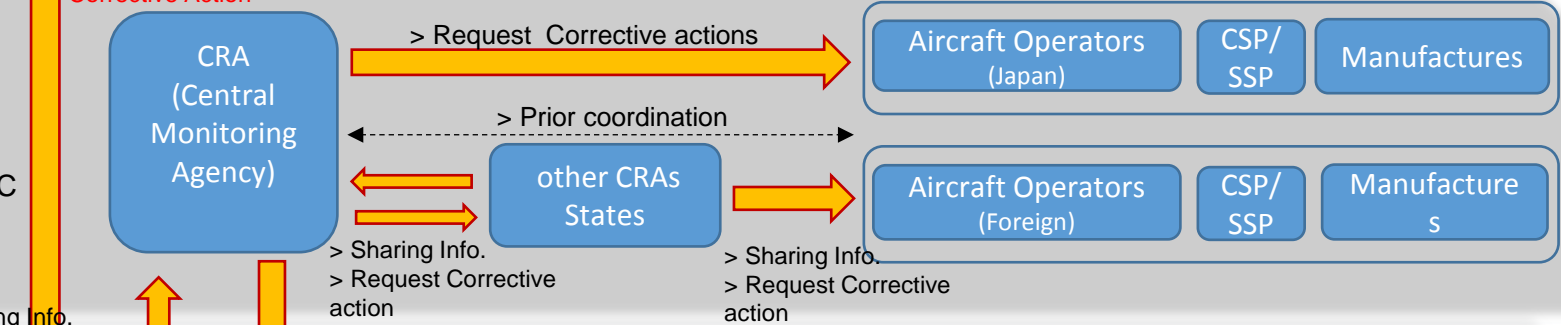 Corrective Action
CRA
(Central
Monitoring
Agency)
> Request  Corrective actions
Aircraft Operators
(Japan)
CSP/
SSP
Manufactures
> Prior coordination
other CRAs
States
Aircraft Operators
(Foreign)
CSP/
SSP
Manufacture
s
C
> Sharing Info.
> Request Corrective
action
> Sharing Info.
> Request Corrective
action
ng Info.